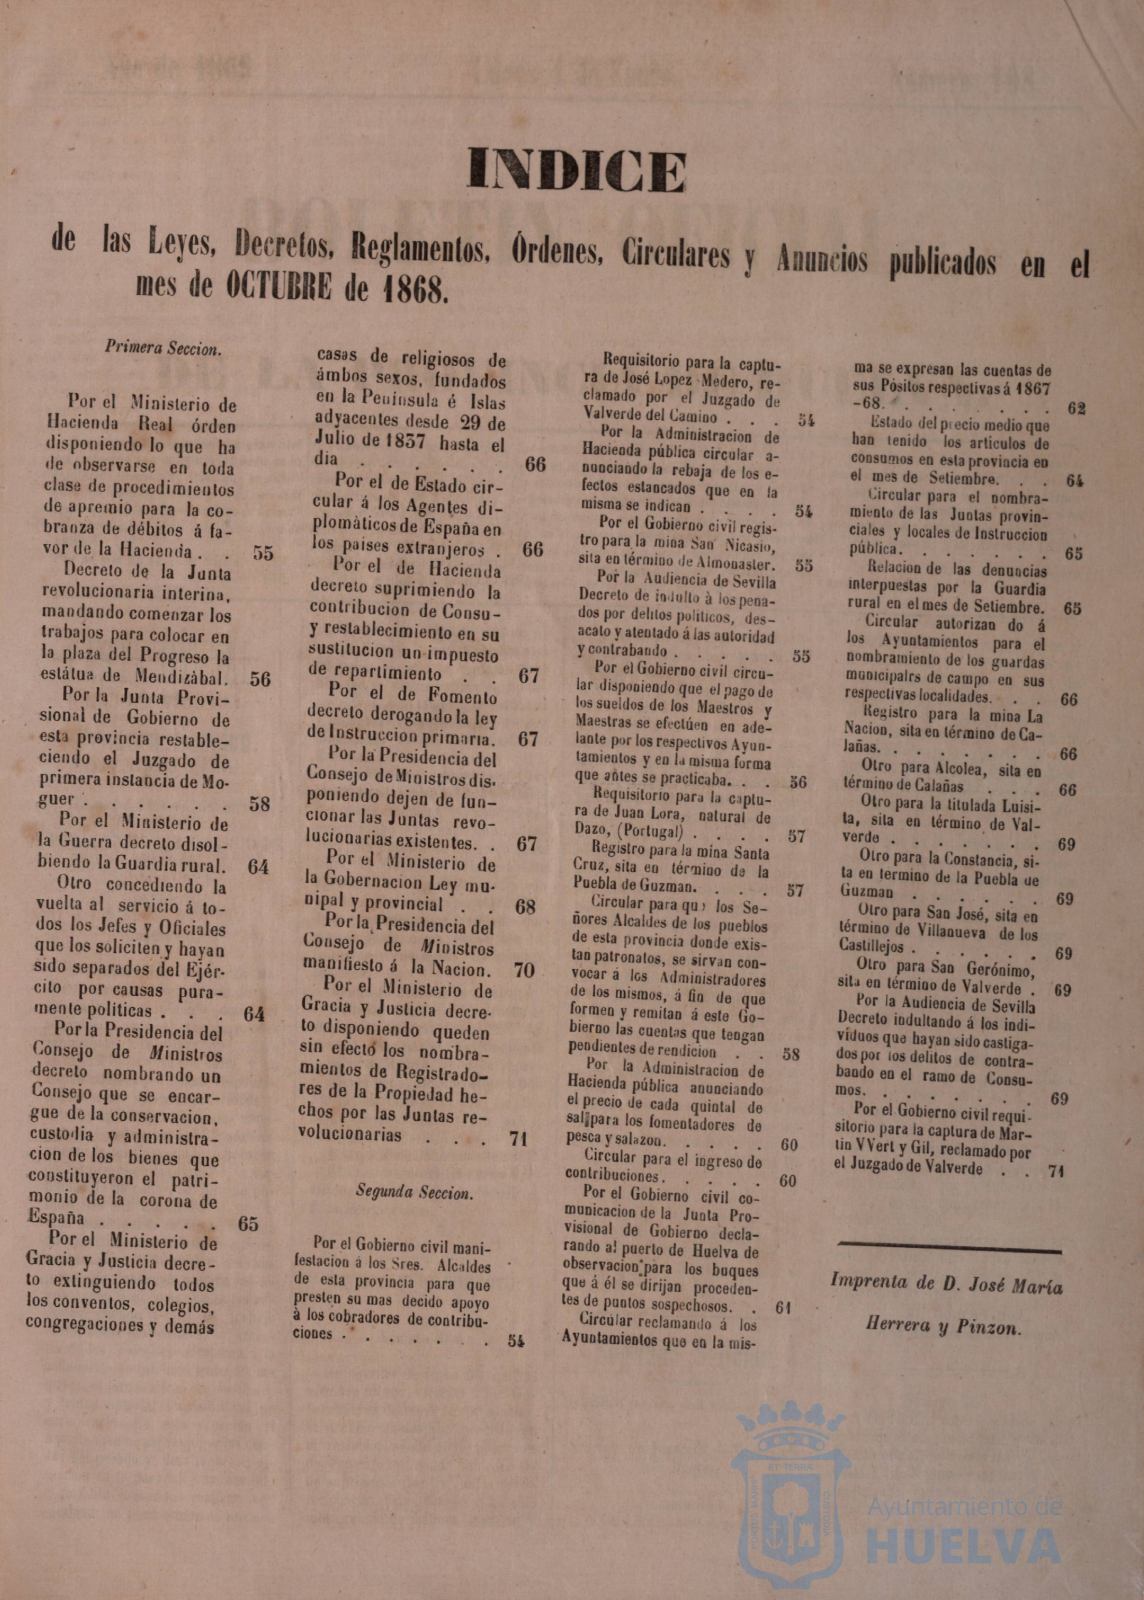 INDICE
de las Leyes, Decretos, Reglamentos, Órdenes, Circulares y Anuncios publicados en el
mes de OCTUBRE de 1868.
Primera Seccion.
Por el Ministerio de
Hacienda Real órden
disponiendo lo que ha
de observarse en toda
clase de procedimientos
de apremio para la co-
branza de débitos á fa-
vor de la Hacienda . . 55
Decreto de la Junta
revolucionaria interina,
mandando comenzar los
trabajos para colocar en
la plaza del Progreso la
estátua de Mendizábal. 56
Por la Junta Provi-
sional de Gobierno de
esta provincia restable-
ciendo el Juzgado de
primera instancia de Mo-
guer . . . . . . 58
Por el Ministerio de
la Guerra decreto disol-
biendo la Guardia rural. 64
Otro concediendo la
vuelta al servicio á to-
dos los Jefes y Oficiales
que los soliciten y hayan
sido separados del Ejér-
cito por causas pura-
mente politicas . . . 64
Por la Presidencia del
Consejo de Ministros
decreto nombrando un
Consejo que se encar-
gue de la conservacion,
custodia y administra-
cion de los bienes que
constituyeron el patri-
monio de la corona de
España . . . . . 65
Por el Ministerio de
Gracia y Justicia decre-
to extinguiendo todos
los conventos, colegios,
congregaciones y demás
casas de religiosos de
ámbos sexos, fundados
en la Península é Islas
adyacentes desde 29 de
Julio de 1837 hasta el
dia . . . . . . 66
Por el de Estado cir-
cular á los Agentes di-
plomáticos de España en
los paises extranjeros . 66
Por el de Hacienda
decreto suprimiendo la
contribucion de Consu-
y restablecimiento en su
sustitucion un impuesto
de repartimiento . . 67
Por el de Fomento
decreto derogando la ley
de Instruccion primaria. 67
Por la Presidencia del
Consejo de Ministros dis-
poniendo dejen de fun-
cionar las Juntas revo-
lucionarias existentes. . 67
Por el Ministerio de
la Gobernacion Ley mu-
nipal y provincial . . 68
Por la Presidencia del
Consejo de Ministros
manifiesto á la Nacion. 70
Por el Ministerio de
Gracia y Justicia decre-
to disponiendo queden
sin efecto los nombra-
mientos de Registrado-
res de la Propiedad he-
chos por las Juntas re-
volucionarias . . . 71
Segunda Seccion.
Por el Gobierno civil mani-
festacion á los Sres. Alcaldes
de esta provincia para que
presten su mas decido apoyo
à los cobradores de contribu-
ciones . . . . . . 54
Requisitorio para la captu-
ra de José Lopez Medero, re-
clamado por el Juzgado de
Valverde del Camino . . . 54
Por la Administracion de
Hacienda pública circular a-
nunciando la rebaja de los e-
fectos estancados que en la
misma se indican . . . . 54
Por el Gobierno civil regis-
tro para la mina San Nicasio,
sita en término de Almonaster. 55
Por la Audiencia de Sevilla
Decreto de indulto à los pena-
dos por delitos politicos, des-
acato y atentado á las autoridad
y contrabando . . . . . 55
Por el Gobierno civil circu-
lar disponiendo que el pago de
los sueldos de los Maestros y
Maestras se efectúen en ade-
lante por los respectivos Ayun-
tamientos y en la misma forma
que antes se practicaba. . . 56
Requisitorio para la captu-
ra de Juan Lora, natural de
Dazo, (Portugal) . . . . 57
Registro para la mina Santa
Cruz, sita en término de la
Puebla de Guzman. . . . 57
Circular para que los Se-
ñores Alcaldes de los pueblos
de esta provincia donde exis-
tan patronatos, se sirvan con-
vocar á los Administradores
de los mismos, á fin de que
formen y remitan á este Go-
bierno las cuentas que tengan
pendientes de rendicion . . 58
Por la Administracion de
Hacienda pública anunciando
el precio de cada quintal de
sal para los fomentadores de
pesca y salazon. . . . . 60
Circular para el ingreso de
contribuciones. . . . . 60
Por el Gobierno civil co-
municacion de la Junta Pro-
visional de Gobierno decla-
rando al puerto de Huelva de
observacion para los buques
que á él se dirijan proceden-
tes de puntos sospechosos. . 61
Circular reclamando á los
Ayuntamientos que en la mis-
ma se expresan las cuentas de
sus Pósitos respectivas á 1867
-68. . . . . . . 62
Estado del precio medio que
han tenido los articulos de
consumos en esta provincia en
el mes de Setiembre. . . 64
Circular para el nombra-
miento de las Juntas provin-
ciales y locales de Instruccion
pública. . . . . . . 65
Relacion de las denuncias
interpuestas por la Guardia
rural en el mes de Setiembre. 65
Circular autorizan do á
los Ayuntamientos para el
nombramiento de los guardas
municipalrs de campo en sus
respectivas localidades. . . 66
Registro para la mina La
Nacion, sita en término de Ca-
lañas. . . . . . . 66
Otro para Alcolea, sita en
término de Calañas . . . 66
Otro para la titulada Luisi-
ta, sita en término de Val-
verde . . . . . . 69
Otro para la Constancia, si-
ta en termino de la Puebla de
Guzman . . . . . 69
Otro para San José, sita en
término de Villanueva de los
Castillejos . . . . . . 69
Otro para San Gerónimo,
sita en término de Valverde . 69
Por la Audiencia de Sevilla
Decreto indultando á los indi-
viduos que hayan sido castiga-
dos por los delitos de contra-
bando en el ramo de Consu-
mos. . . . . . . 69
Por el Gobierno civil requi-
sitorio para la captura de Mar-
tin VVert y Gil, reclamado por
el Juzgado de Valverde . . 71
Imprenta de D. José María
Herrera y Pinzon.
Ayuntamiento de
HUELVA